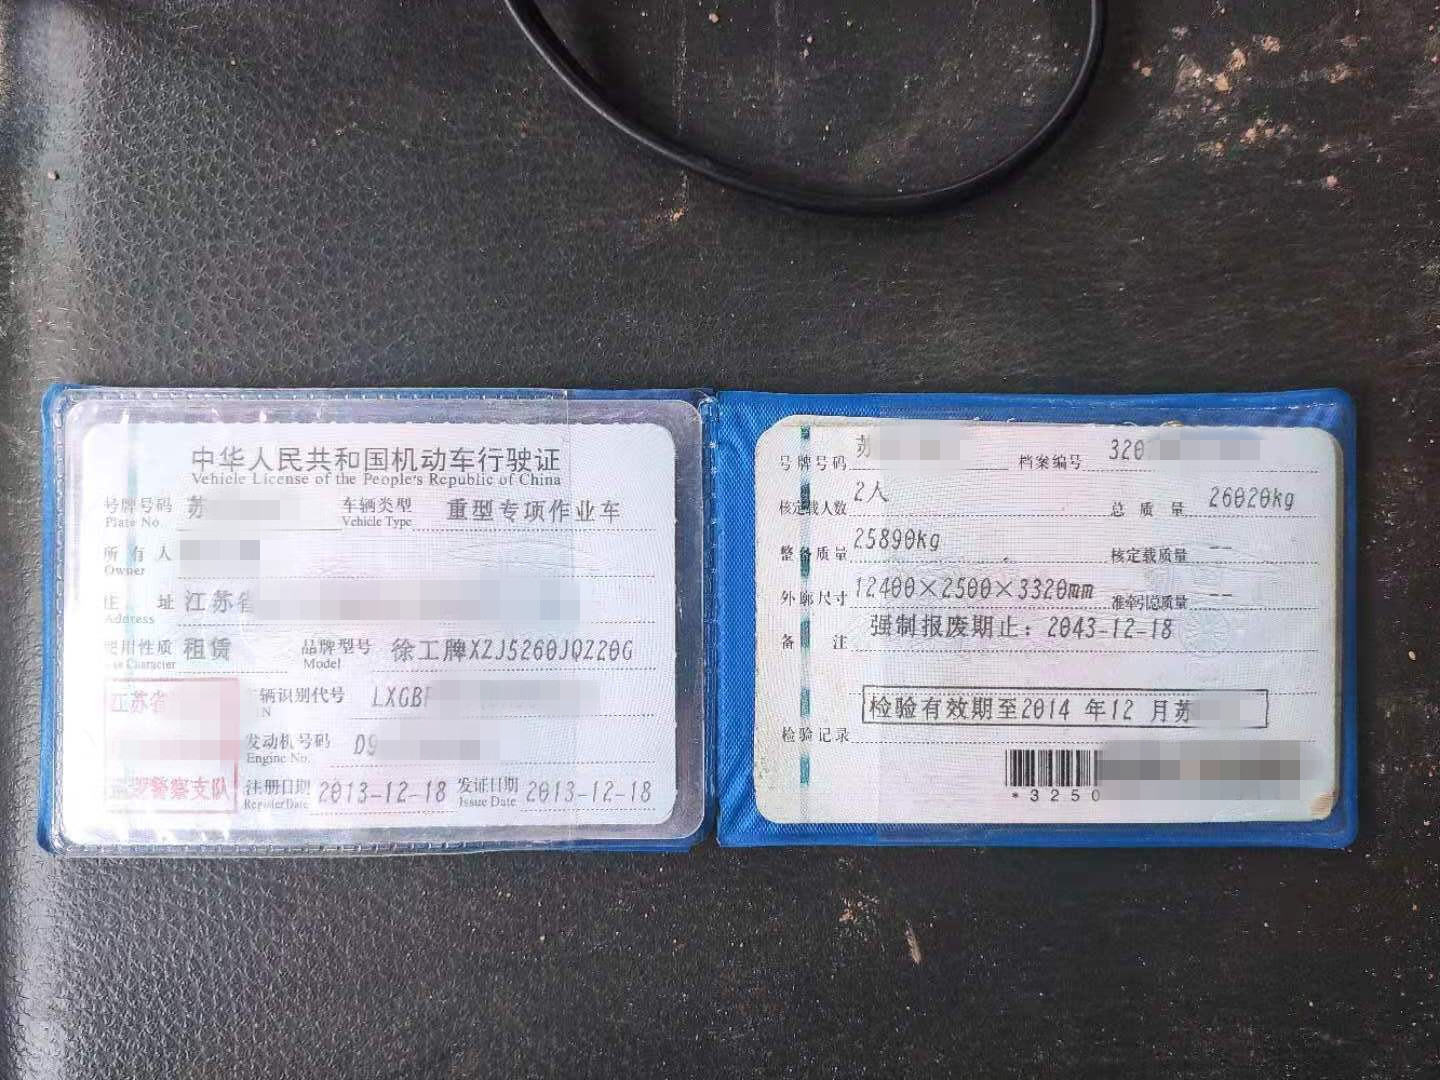 中华人民共和国机动车行驶证
Vehicle License of the People's Republic of China
号牌号码 苏 车辆类型 重型专项作业车
Plate No. Vehicle Type
所有人
Owner
住址 江苏省
Address
使用性质 租赁 品牌型号 徐工牌XZJ5260JQZ20G
Use Character Model
江苏省
车辆识别代号 LXGBF
VIN
发动机号码 D9
Engine No.
警察支队
注册日期 2013-12-18 发证日期 2013-12-18
Register Date Issue Date
号牌号码 苏 档案编号 320
核定载人数 2人 总质量 26020kg
整备质量 25890kg 核定载质量 --
外廓尺寸 12400×2500×3320mm 准牵引总质量 --
备注 强制报废期止：2043-12-18
检验有效期至2014 年12 月苏
检验记录
*3250